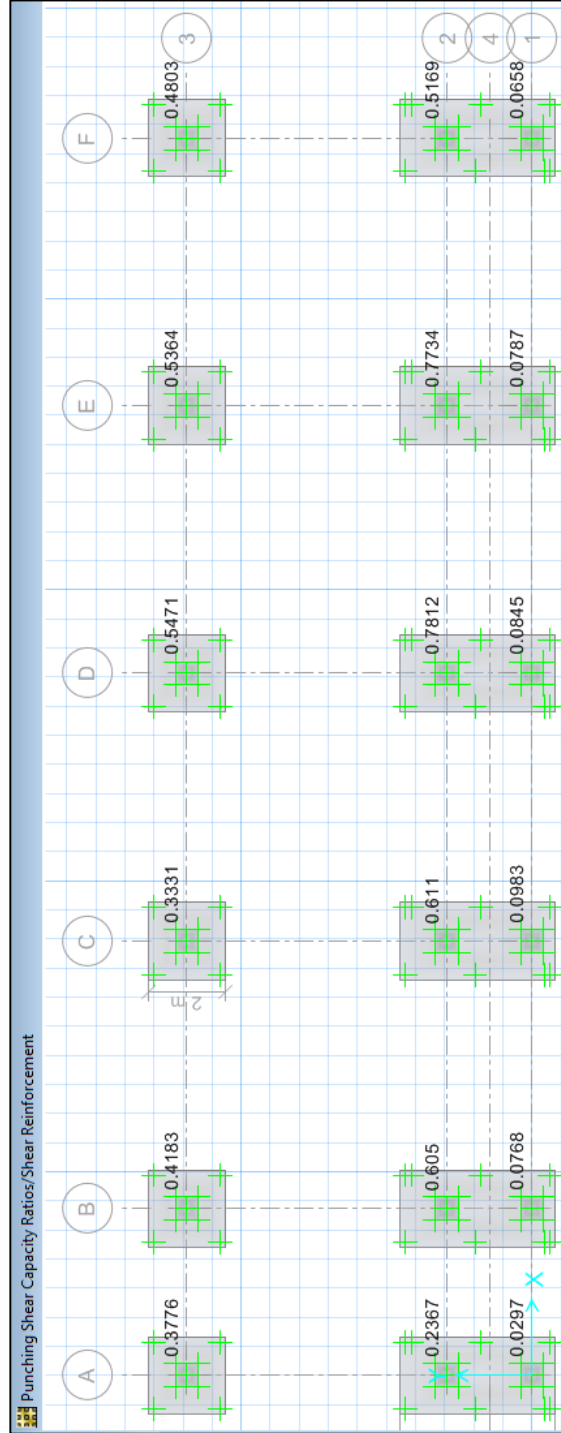 Punching Shear Capacity Ratios/Shear Reinforcement
A B C D E F
3
0.3776 0.4183 0.3331 0.5471 0.5364 0.4803
2 m
2
0.2367 0.605 0.611 0.7812 0.7734 0.5169
4
1
0.0297 0.0768 0.0983 0.0845 0.0787 0.0658
X